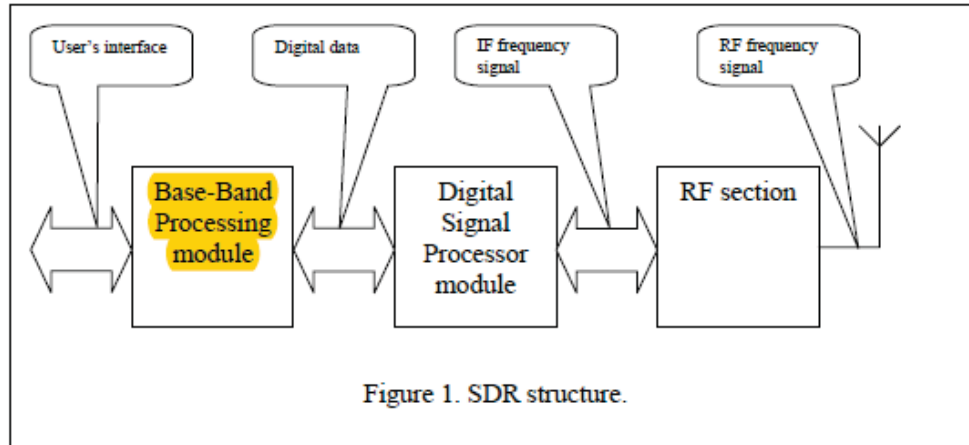 User's interface
Digital data
IF frequency
signal
RF frequency
signal
Base-Band
Processing
module
Digital
Signal
Processor
module
RF section
Figure 1. SDR structure.